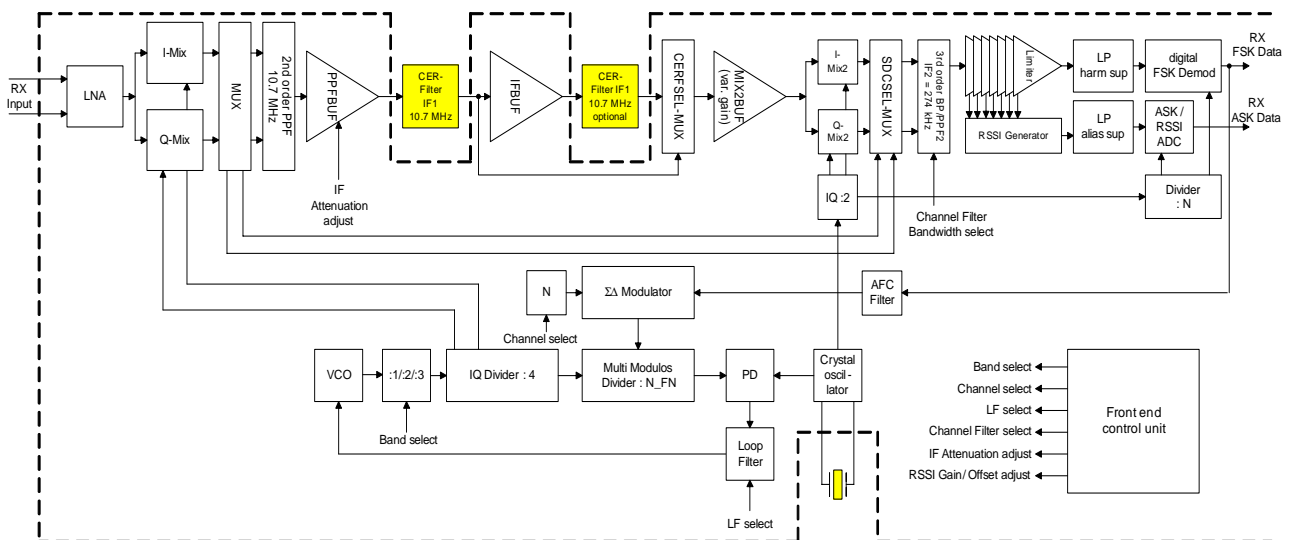 RX
Input
LNA
I-Mix
Q-Mix
MUX
2nd order PPF
10.7 MHz
PPFBUF
IF
Attenuation
adjust
CER-
Filter
IF1
10.7 MHz
IFBUF
CER-
Filter IF1
10.7 MHz
optional
CERFSEL-MUX
MIX2BUF
(var. gain)
I-
Mix2
Q-
Mix2
IQ :2
SDCSEL-MUX
3rd order BP/PPF2
IF2 = 274 kHz
Channel Filter
Bandwidth select
Limiter
RSSI Generator
LP
harm sup
LP
alias sup
digital
FSK Demod
ASK /
RSSI
ADC
Divider
: N
RX
FSK Data
RX
ASK Data
N
Channel select
ΣΔ Modulator
AFC
Filter
VCO
:1/:2/:3
Band select
IQ Divider : 4
Multi Modulos
Divider : N_FN
PD
Crystal
oscil -
lator
Loop
Filter
LF select
Band select
Channel select
LF select
Channel Filter select
IF Attenuation adjust
RSSI Gain/ Offset adjust
Front end
control unit